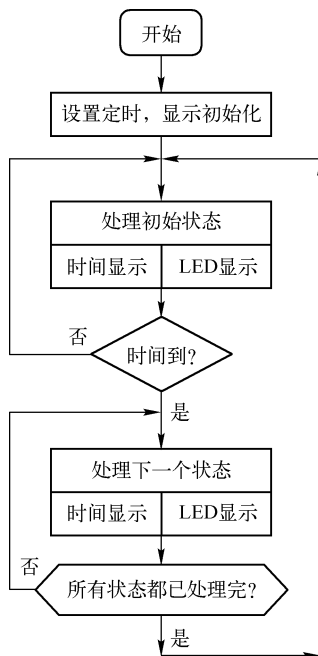 开始
设置定时，显示初始化
处理初始状态
时间显示 LED显示
否
时间到?
是
处理下一个状态
时间显示 LED显示
否
所有状态都已处理完?
是